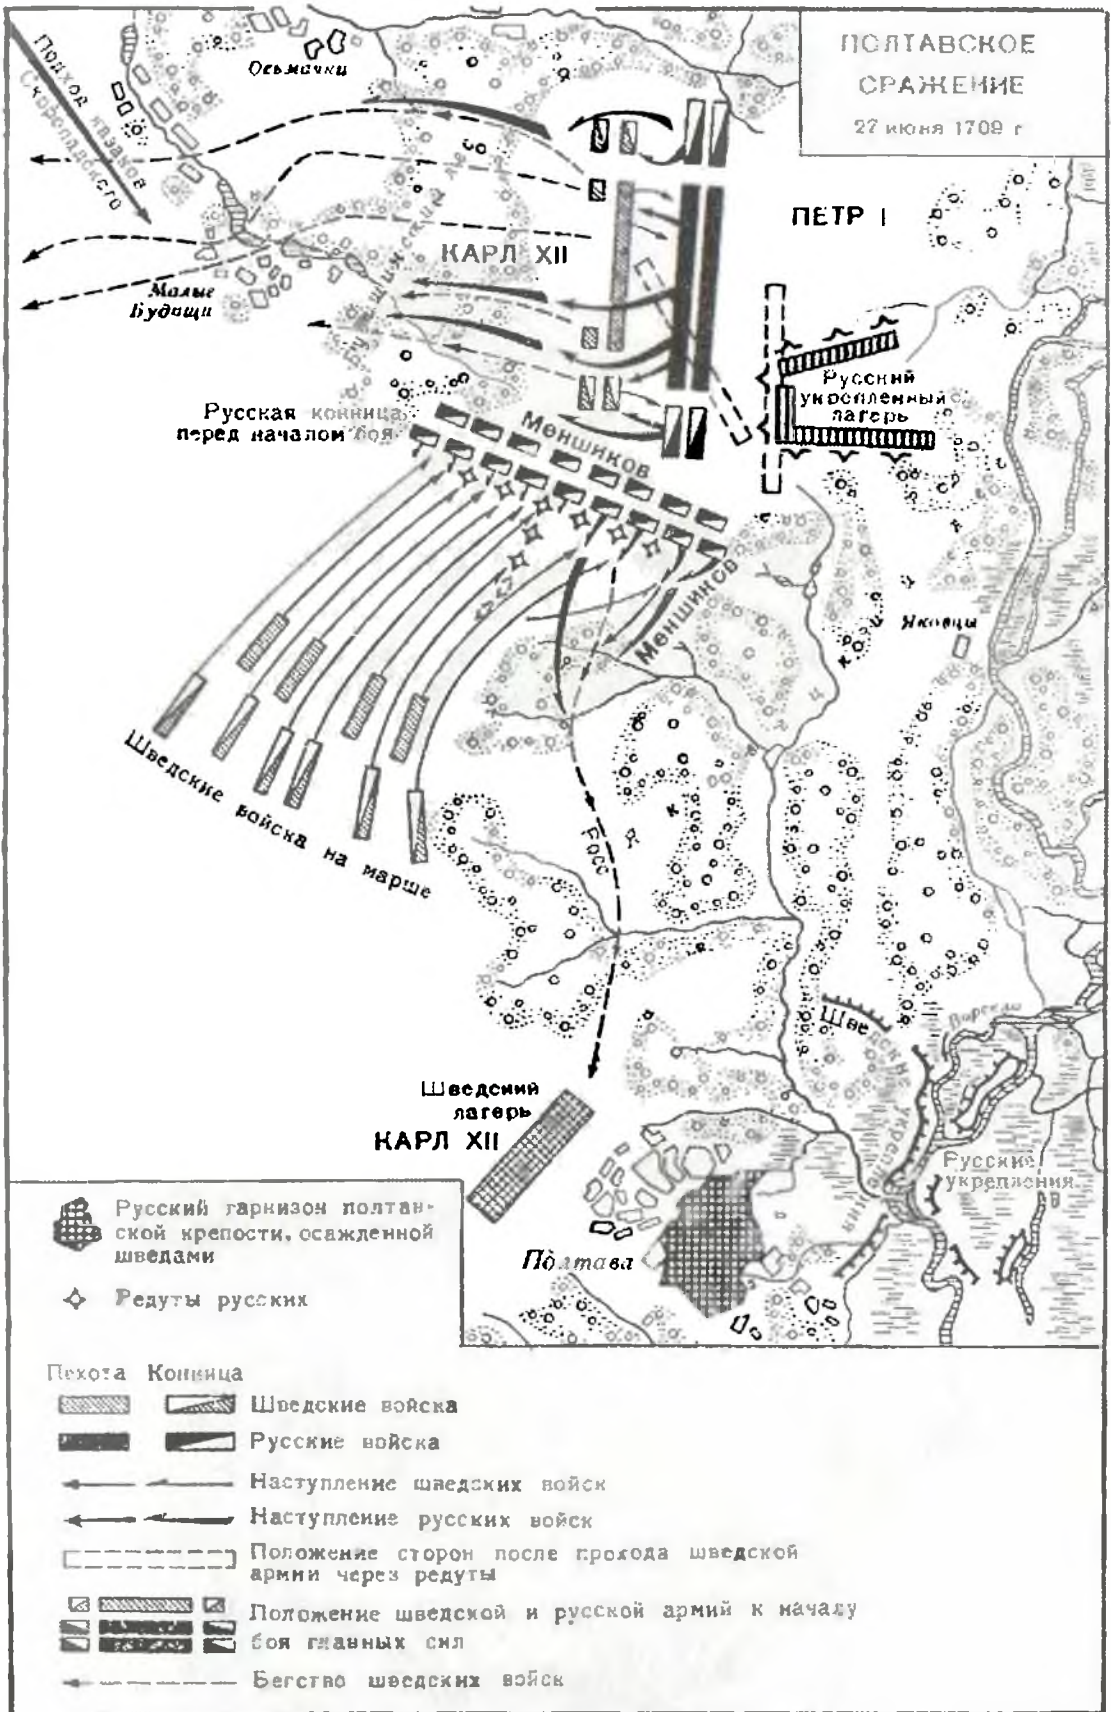 ПОЛТАВСКОЕ
СРАЖЕНИЕ
27 июня 1709 г
Подход казаков
Скоропадского
Осьмачки
ПЕТР I
КАРЛ XII
Малые
Будищи
Русский
укрепленный
лагерь
Русская конница
перед началом боя
Меншиков
Меншиков
Яковцы
Шведские войска на марше
Росс
Шведские укрепления
Ворскла
Шведский
лагерь
КАРЛ XII
Русские
укрепления
Полтава
Русский гарнизон полтав-
ской крепости, осажденной
шведами
Редуты русских
Пехота Конница
Шведские войска
Русские войска
Наступление шведских войск
Наступление русских войск
Положение сторон после прохода шведской
армии через редуты
Положение шведской и русской армий к началу
боя главных сил
Бегство шведских войск